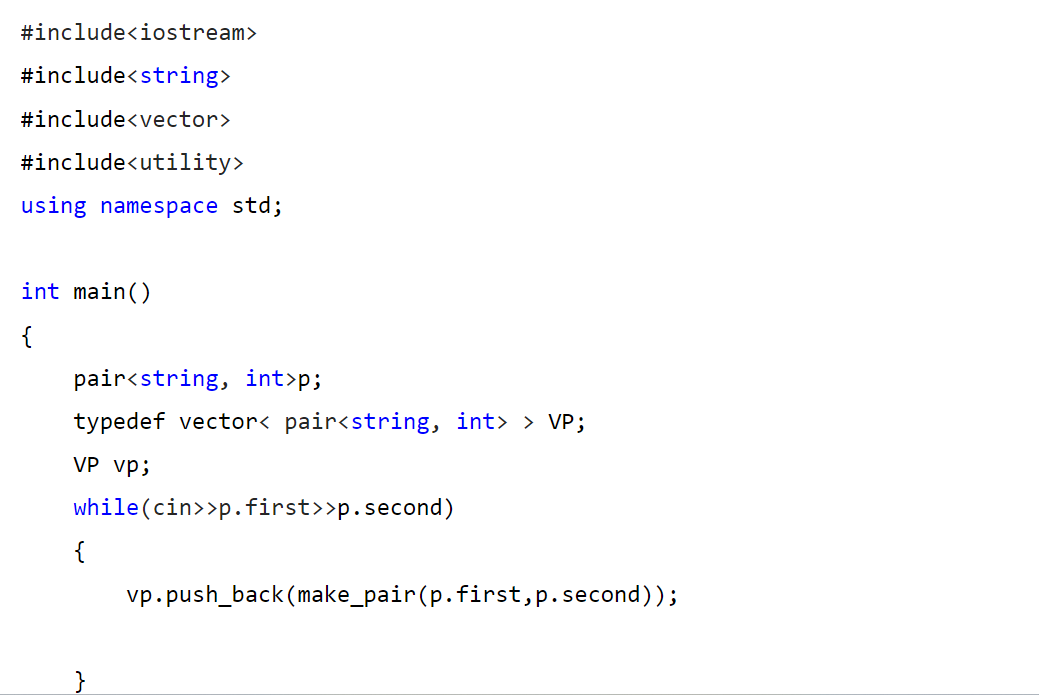 #include<iostream>
#include<string>
#include<vector>
#include<utility>
using namespace std;
int main()
{
    pair<string, int>p;
    typedef vector< pair<string, int> > VP;
    VP vp;
    while(cin>>p.first>>p.second)
    {
        vp.push_back(make_pair(p.first,p.second));
    }